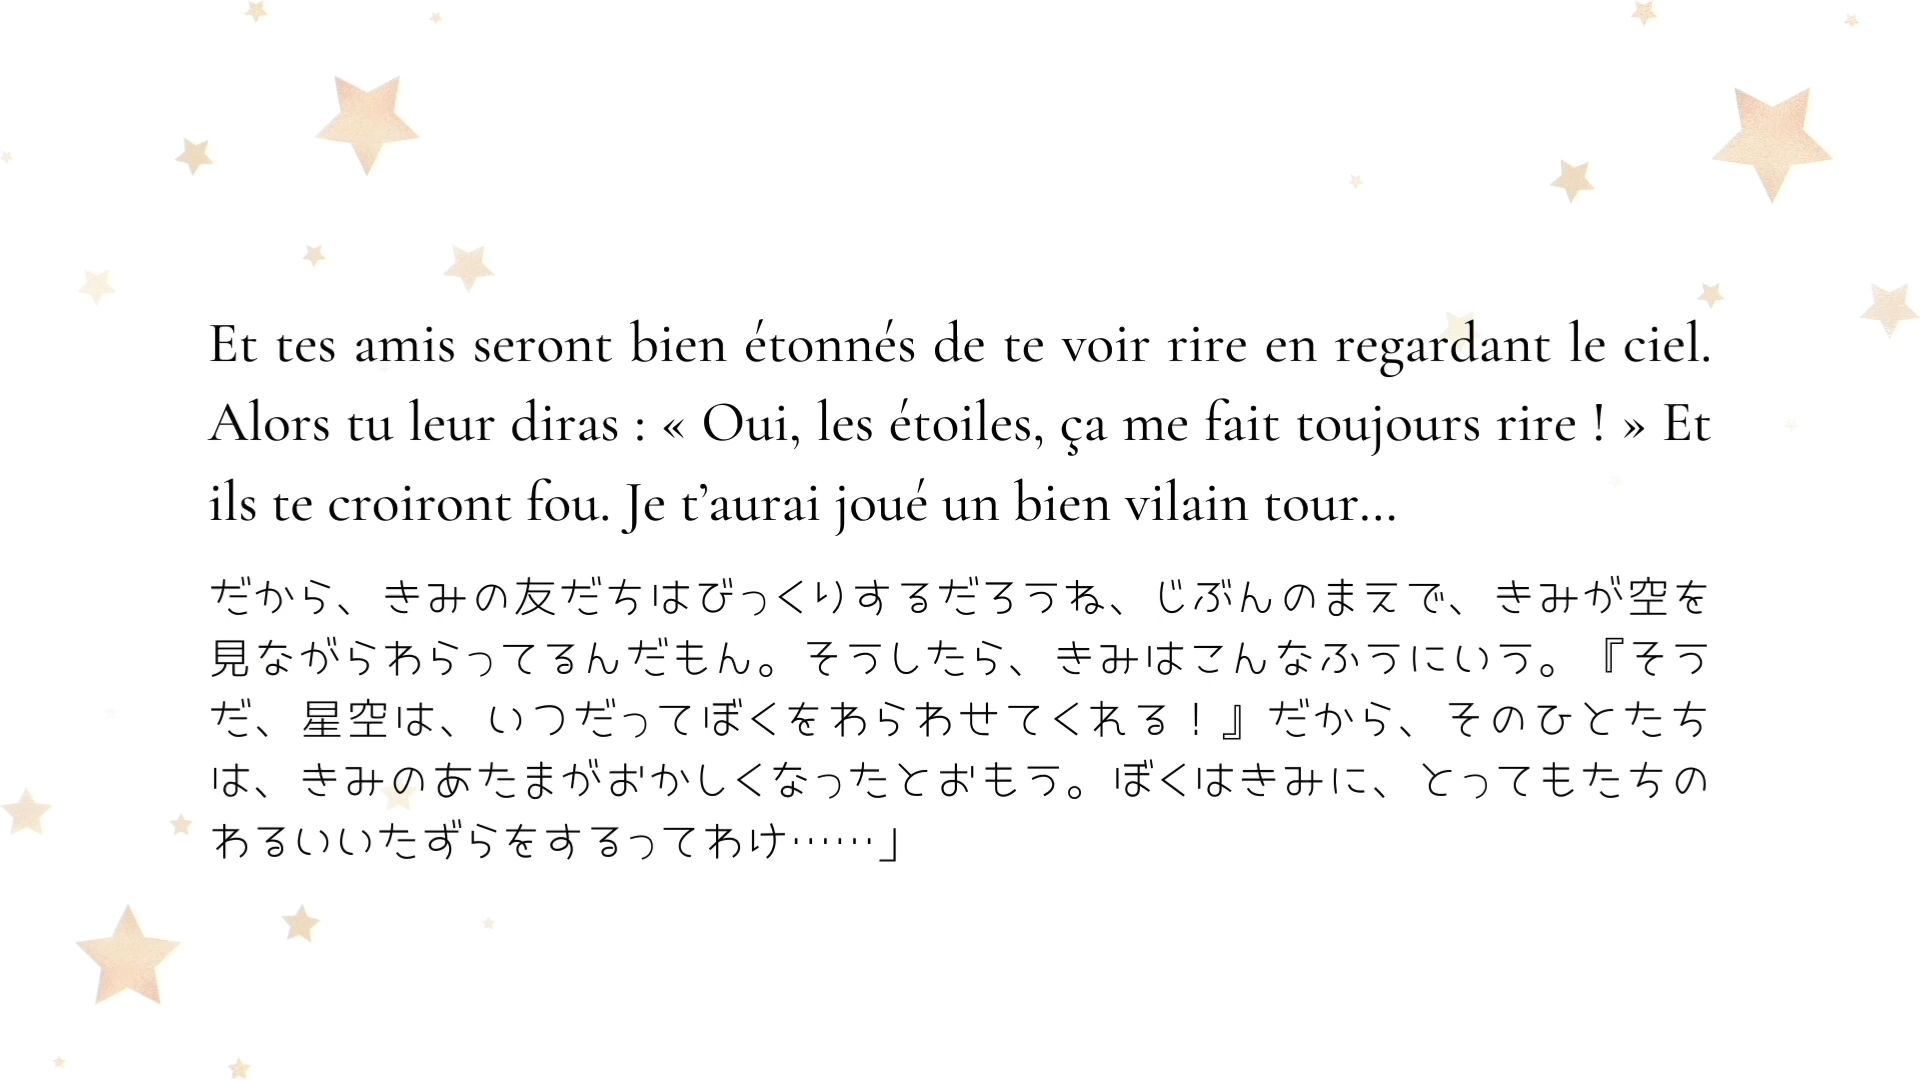 Et tes amis seront bien étonnés de te voir rire en regardant le ciel.
Alors tu leur diras : « Oui, les étoiles, ça me fait toujours rire ! » Et
ils te croiront fou. Je t’aurai joué un bien vilain tour...
だから、きみの友だちはびっくりするだろうね、じぶんのまえで、きみが空を
見ながらわらってるんだもん。そうしたら、きみはこんなふうにいう。『そう
だ、星空は、いつだってぼくをわらわせてくれる！』だから、そのひとたち
は、きみのあたまがおかしくなったとおもう。ぼくはきみに、とってもたちの
わるいいたずらをするってわけ……」